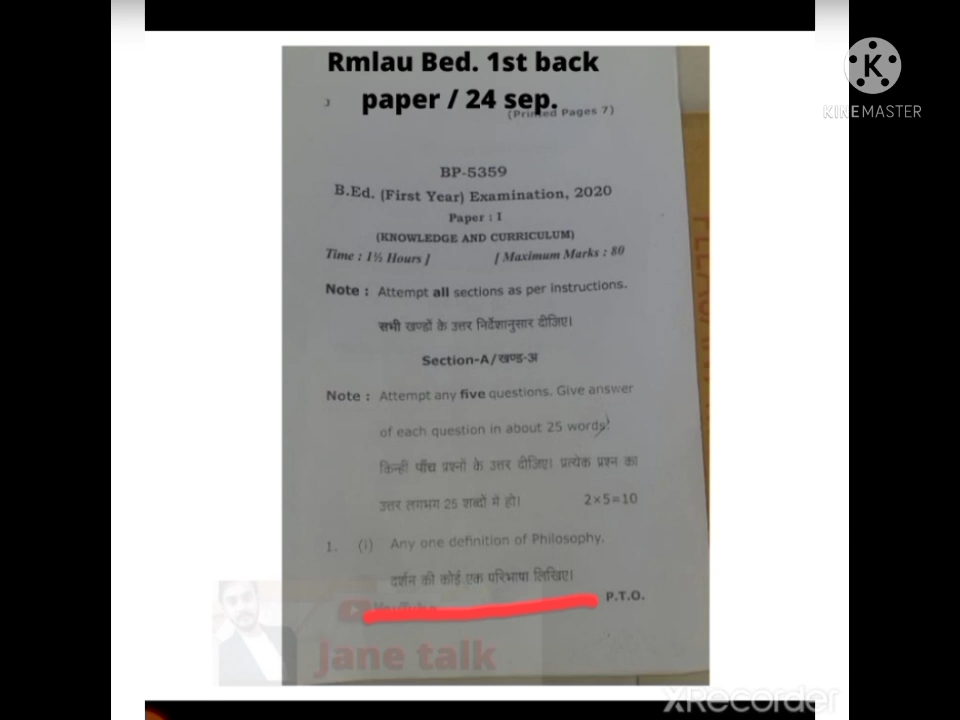 Rmlau Bed. 1st back
paper / 24 sep.
(Printed Pages 7)
K
KINEMASTER
BP-5359
B.Ed. (First Year) Examination, 2020
Paper : I
(KNOWLEDGE AND CURRICULUM)
Time : 1½ Hours ] [ Maximum Marks : 80
Note : Attempt all sections as per instructions.
सभी खण्डों के उत्तर निर्देशानुसार दीजिए।
Section-A/खण्ड-अ
Note : Attempt any five questions. Give answer
of each question in about 25 words.
किन्हीं पाँच प्रश्नों के उत्तर दीजिए। प्रत्येक प्रश्न का
उत्तर लगभग 25 शब्दों में हो। 2×5=10
1. (i) Any one definition of Philosophy.
दर्शन की कोई एक परिभाषा लिखिए।
P.T.O.
Jane talk
XRecorder